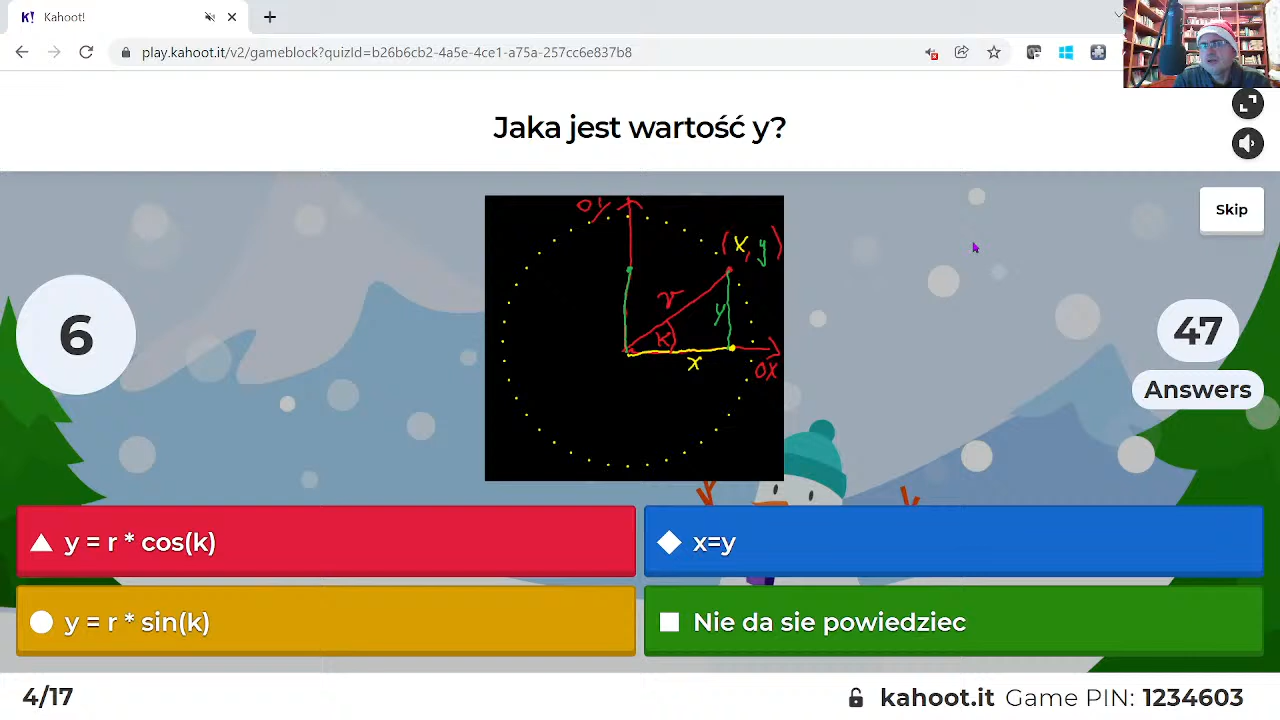 Kahoot!
play.kahoot.it/v2/gameblock?quizId=b26b6cb2-4a5e-4ce1-a75a-257cc6e837b8
Jaka jest wartość y?
Skip
OY
(x, y)
r
y
k
x
OX
6
47
Answers
y = r * cos(k)
x=y
y = r * sin(k)
Nie da sie powiedziec
4/17
kahoot.it Game PIN: 1234603